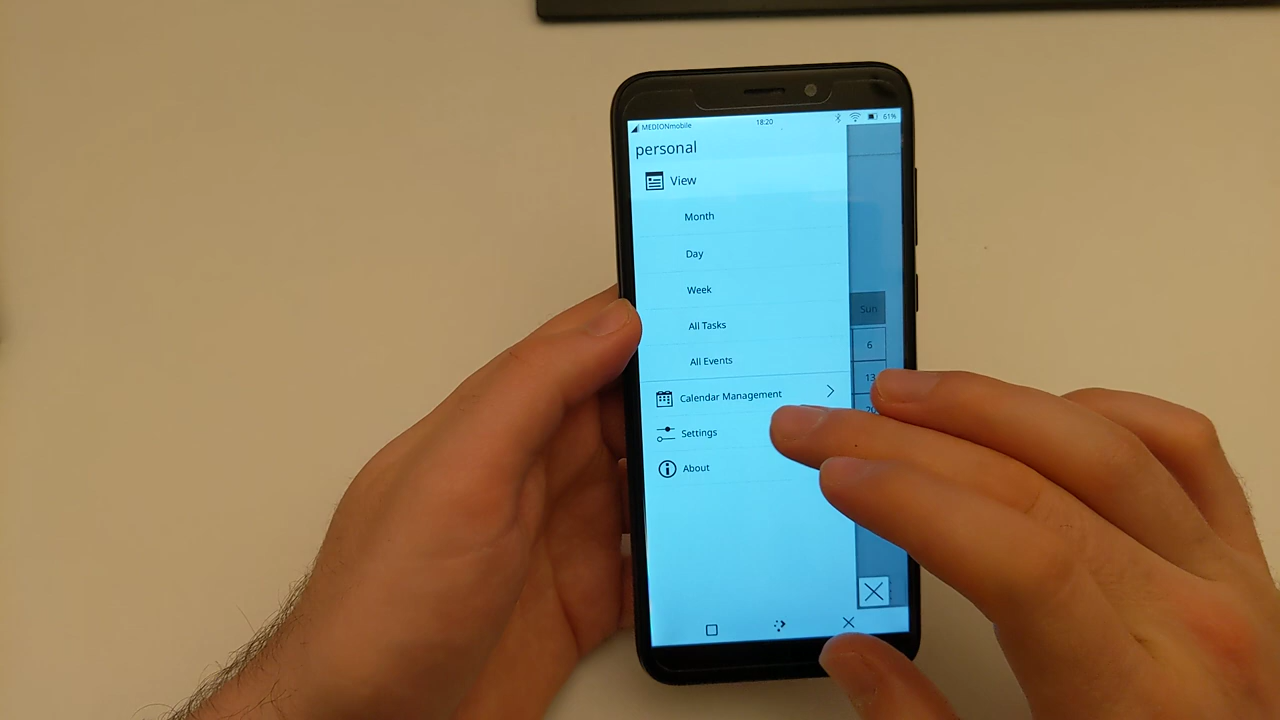 MEDIONmobile 18:20 61%
personal
View
Month
Day
Week
All Tasks
All Events
Calendar Management
Settings
About
Sun
6
13
20